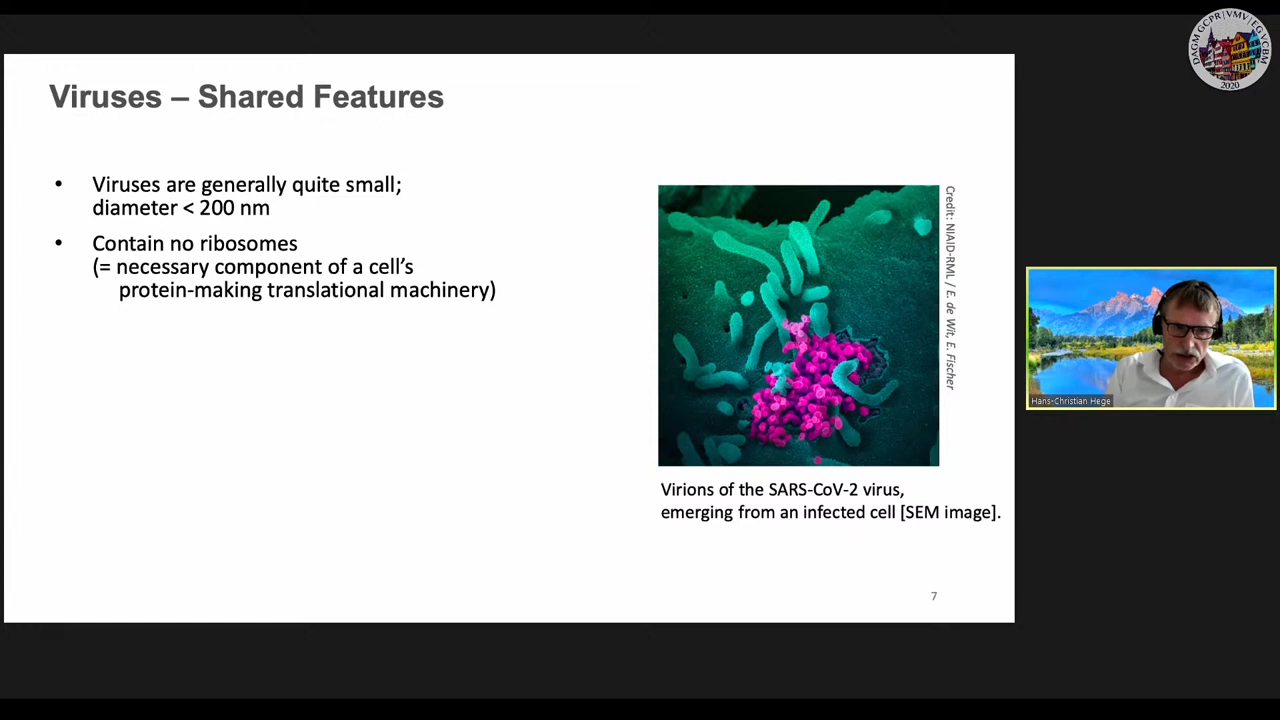 Viruses – Shared Features
• Viruses are generally quite small;
diameter < 200 nm
• Contain no ribosomes
(= necessary component of a cell’s
protein-making translational machinery)
Credit: NIAID-RML / E. de Wit, E. Fischer
Virions of the SARS-CoV-2 virus,
emerging from an infected cell [SEM image].
7
DAGM GCPR | VMV | EG VCBM
2020
Hans-Christian Hege